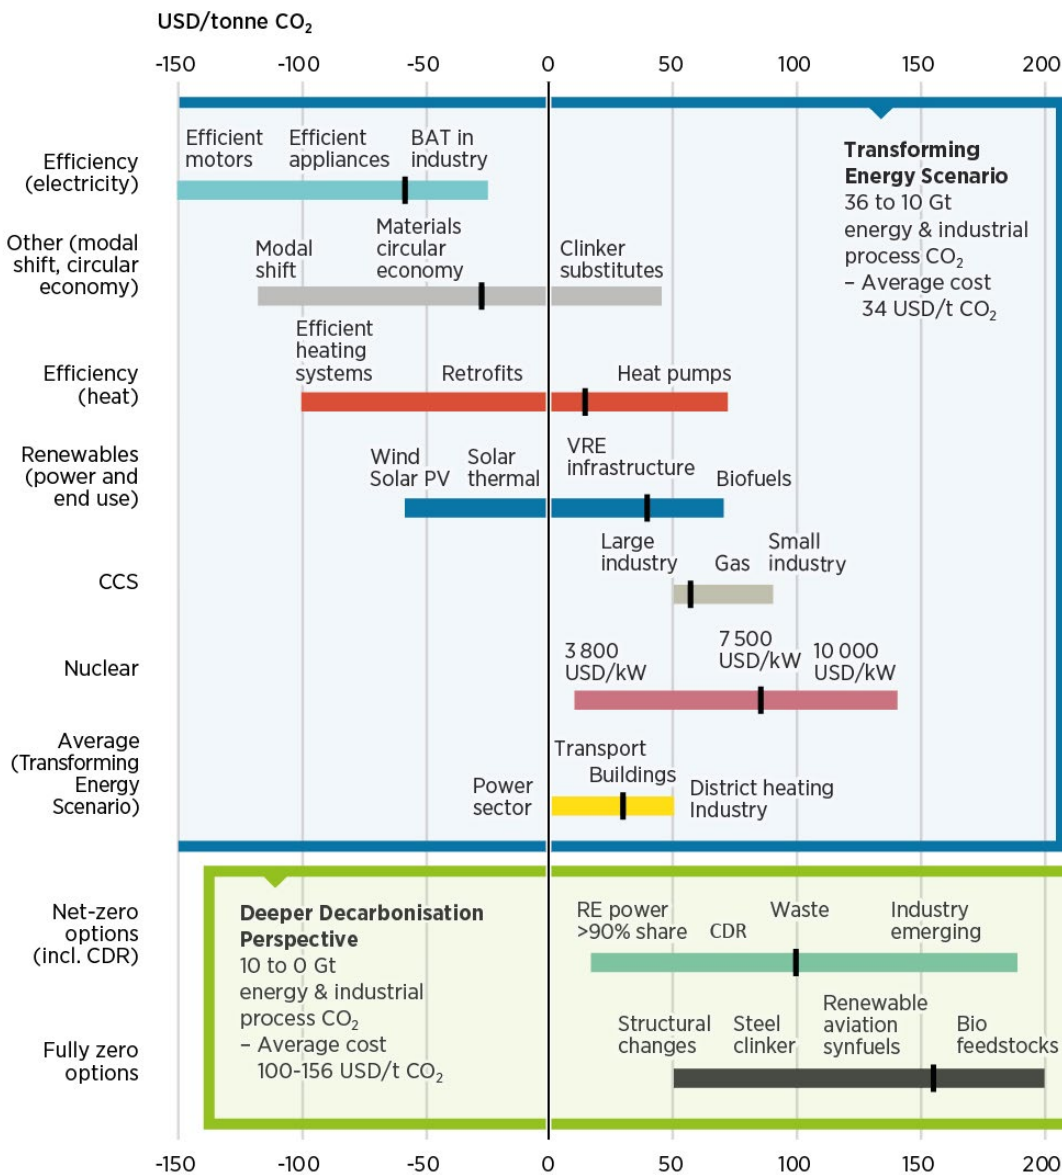 USD/tonne CO₂
-150 -100 -50 0 50 100 150 200
Transforming
Energy Scenario
36 to 10 Gt
energy & industrial
process CO₂
– Average cost
34 USD/t CO₂
Efficiency
(electricity)
Efficient
motors
Efficient
appliances
BAT in
industry
Other (modal
shift, circular
economy)
Modal
shift
Materials
circular
economy
Clinker
substitutes
Efficiency
(heat)
Efficient
heating
systems
Retrofits
Heat pumps
Renewables
(power and
end use)
Wind
Solar PV
Solar
thermal
VRE
infrastructure
Biofuels
CCS
Large
industry
Gas
Small
industry
Nuclear
3 800
USD/kW
7 500
USD/kW
10 000
USD/kW
Average
(Transforming
Energy
Scenario)
Power
sector
Transport
Buildings
District heating
Industry
Deeper Decarbonisation
Perspective
10 to 0 Gt
energy & industrial
process CO₂
– Average cost
100-156 USD/t CO₂
Net-zero
options
(incl. CDR)
RE power
>90% share
CDR
Waste
Industry
emerging
Fully zero
options
Structural
changes
Steel
clinker
Renewable
aviation
synfuels
Bio
feedstocks
-150 -100 -50 0 50 100 150 200